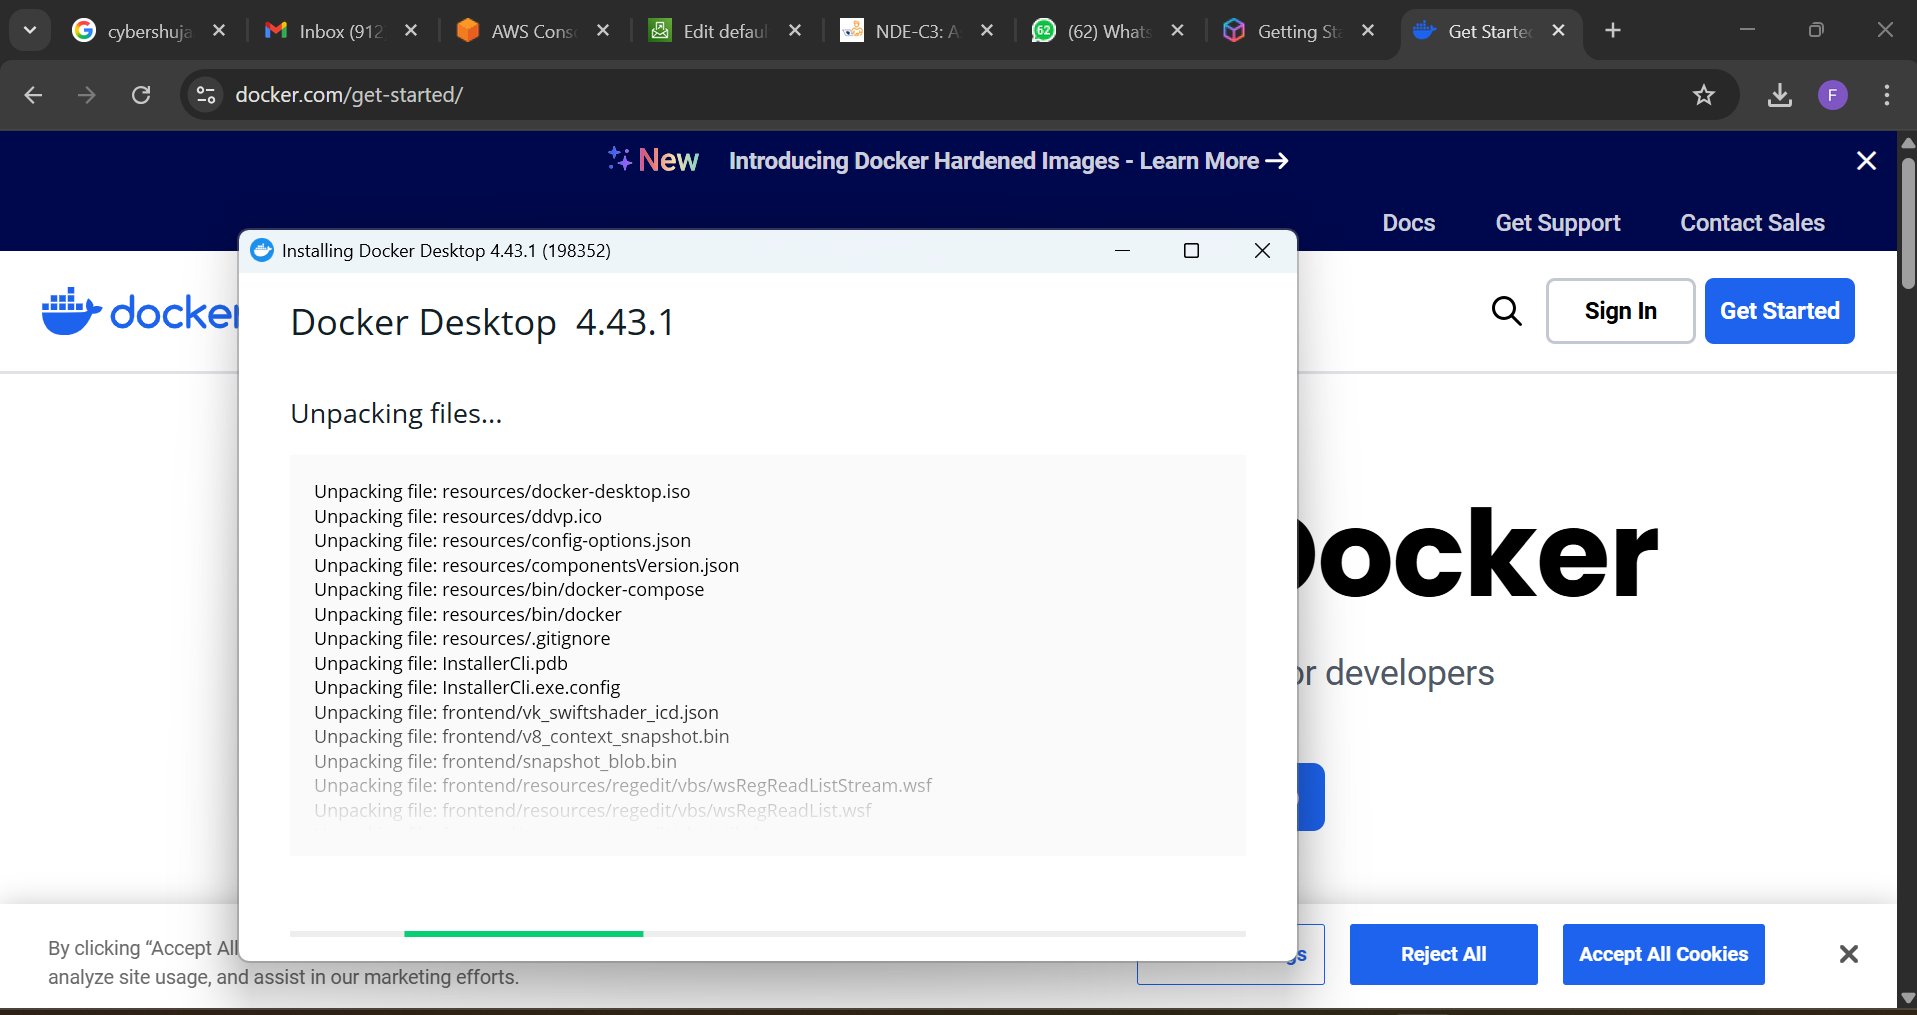 cybershuja
Inbox (912
AWS Cons
Edit defaul
NDE-C3: A
62
(62) Whats
Getting Sta
Get Started
docker.com/get-started/
F
New Introducing Docker Hardened Images - Learn More →
Docs Get Support Contact Sales
Installing Docker Desktop 4.43.1 (198352)
docker
Sign In
Get Started
Docker Desktop 4.43.1
Unpacking files...
Unpacking file: resources/docker-desktop.iso
Unpacking file: resources/ddvp.ico
Unpacking file: resources/config-options.json
Unpacking file: resources/componentsVersion.json
Unpacking file: resources/bin/docker-compose
Unpacking file: resources/bin/docker
Unpacking file: resources/.gitignore
Unpacking file: InstallerCli.pdb
Unpacking file: InstallerCli.exe.config
Unpacking file: frontend/vk_swiftshader_icd.json
Unpacking file: frontend/v8_context_snapshot.bin
Unpacking file: frontend/snapshot_blob.bin
Unpacking file: frontend/resources/regedit/vbs/wsRegReadListStream.wsf
Unpacking file: frontend/resources/regedit/vbs/wsRegReadList.wsf
Docker
or developers
By clicking “Accept All
analyze site usage, and assist in our marketing efforts.
gs
Reject All
Accept All Cookies